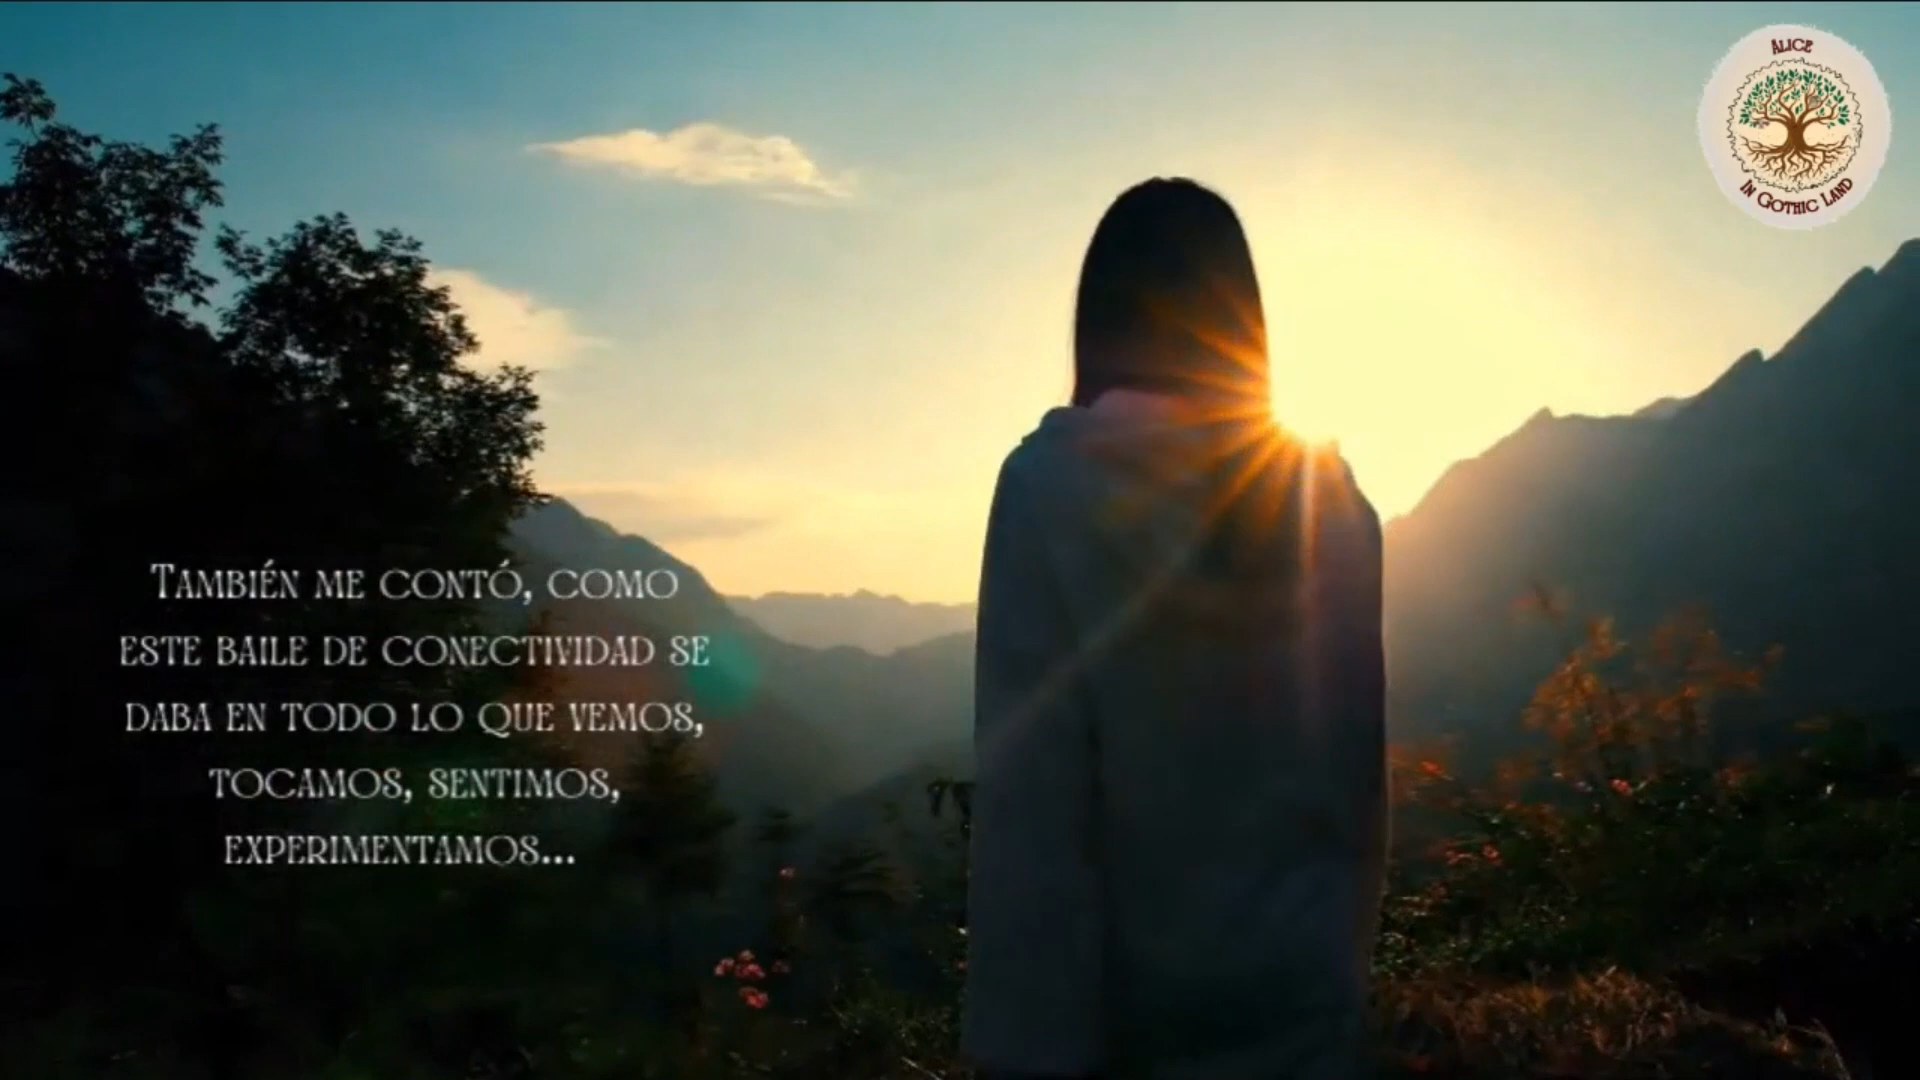 Alice
In Gothic Land
También me contó, como
este baile de conectividad se
daba en todo lo que vemos,
tocamos, sentimos,
experimentamos...